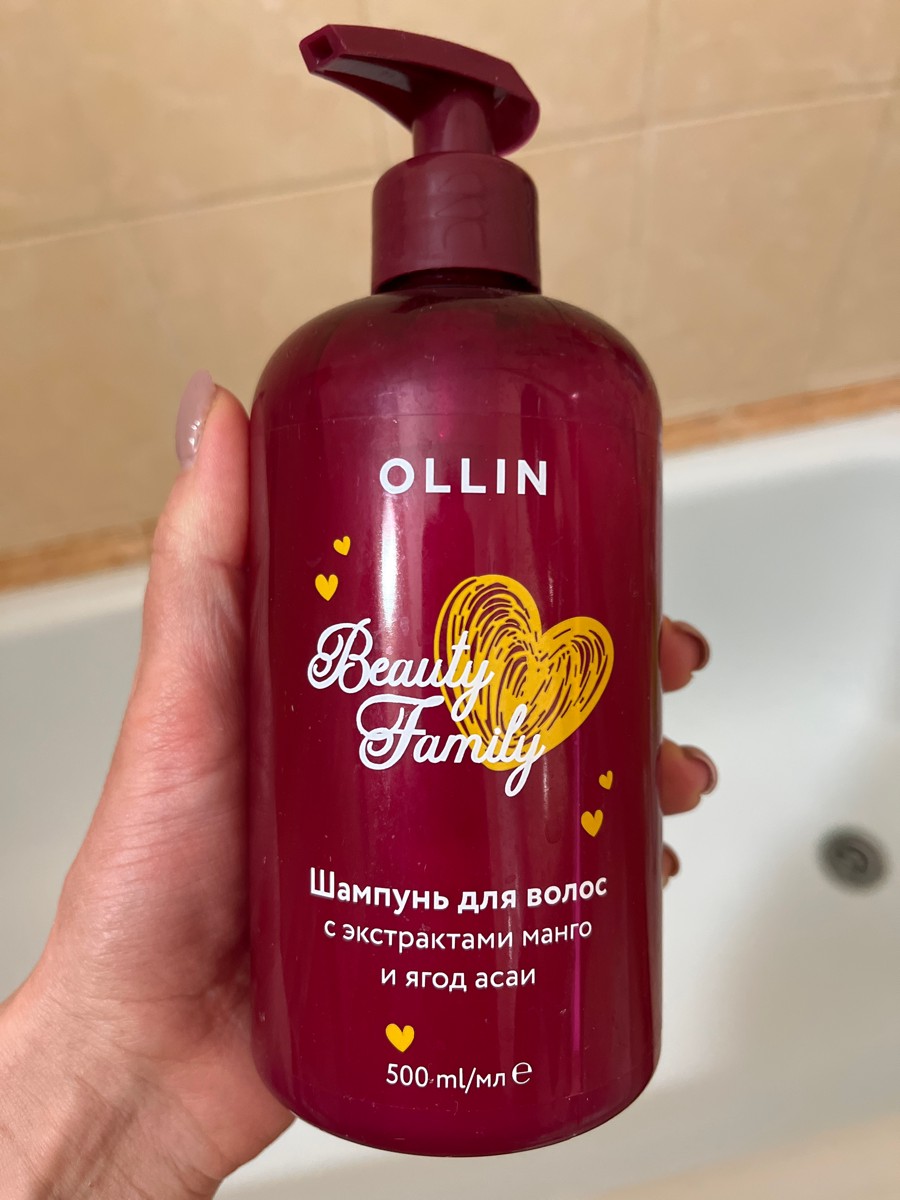 OLLIN
Beauty
Family
Шампунь для волос
с экстрактами манго
и ягод асаи
500 ml/мл ℮